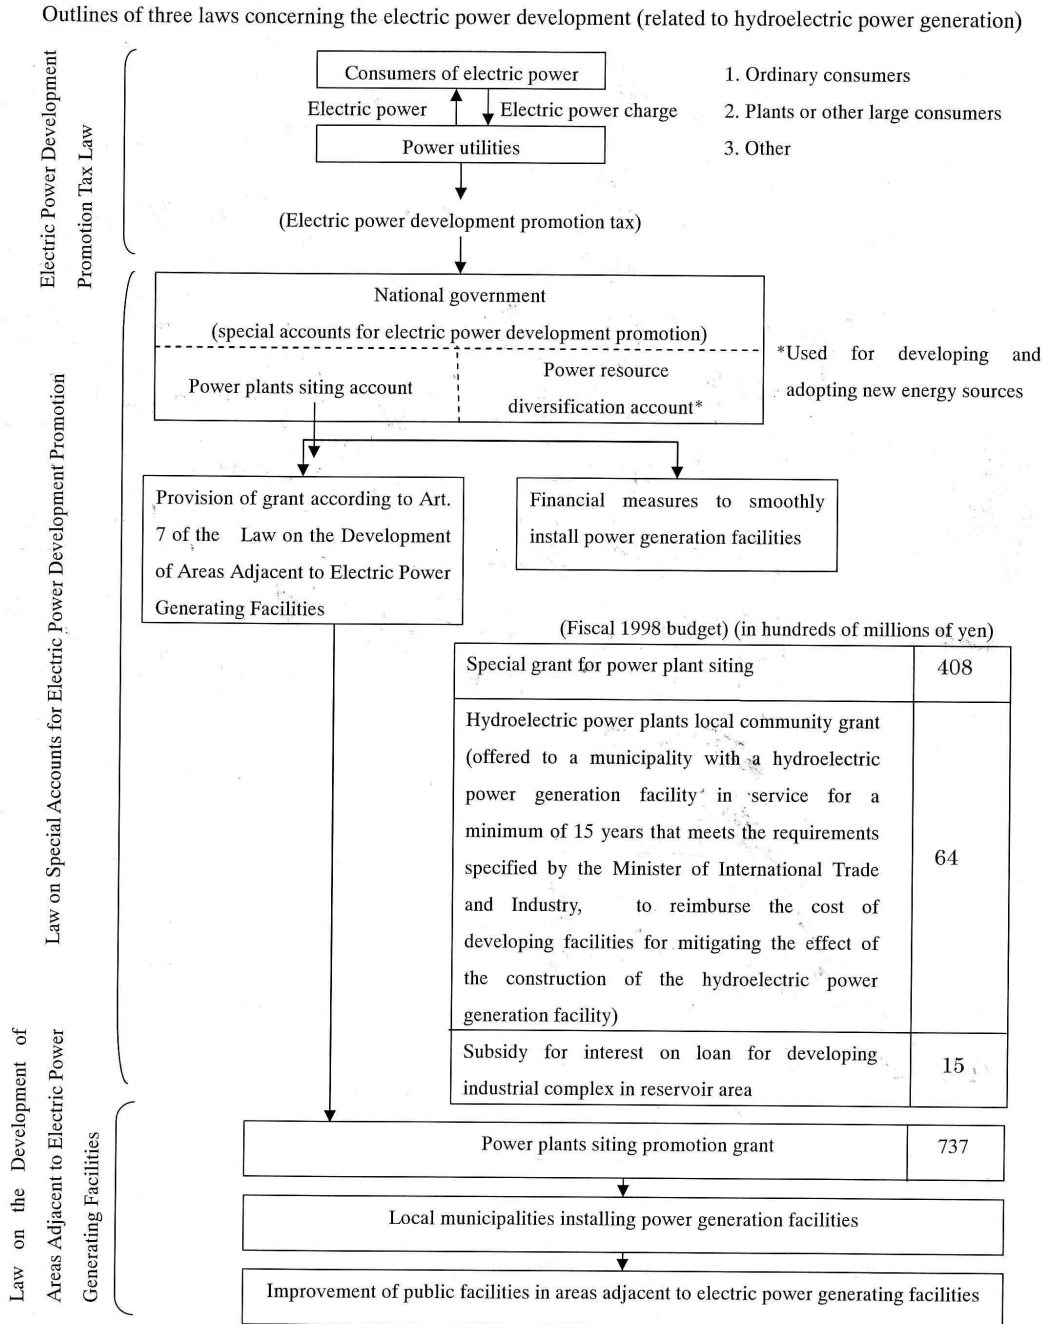 Outlines of three laws concerning the electric power development (related to hydroelectric power generation)
Electric Power Development
Promotion Tax Law
Consumers of electric power
Electric power
Electric power charge
Power utilities
1. Ordinary consumers
2. Plants or other large consumers
3. Other
(Electric power development promotion tax)
Law on Special Accounts for Electric Power Development Promotion
National government
(special accounts for electric power development promotion)
Power plants siting account
Power resource
diversification account*
*Used for developing and
adopting new energy sources
Provision of grant according to Art.
7 of the Law on the Development
of Areas Adjacent to Electric Power
Generating Facilities
Financial measures to smoothly
install power generation facilities
(Fiscal 1998 budget) (in hundreds of millions of yen)
Special grant for power plant siting
408
Hydroelectric power plants local community grant
(offered to a municipality with a hydroelectric
power generation facility in service for a
minimum of 15 years that meets the requirements
specified by the Minister of International Trade
and Industry, to reimburse the cost of
developing facilities for mitigating the effect of
the construction of the hydroelectric power
generation facility)
64
Subsidy for interest on loan for developing
industrial complex in reservoir area
15
Law on the Development of
Areas Adjacent to Electric Power
Generating Facilities
Power plants siting promotion grant
737
Local municipalities installing power generation facilities
Improvement of public facilities in areas adjacent to electric power generating facilities